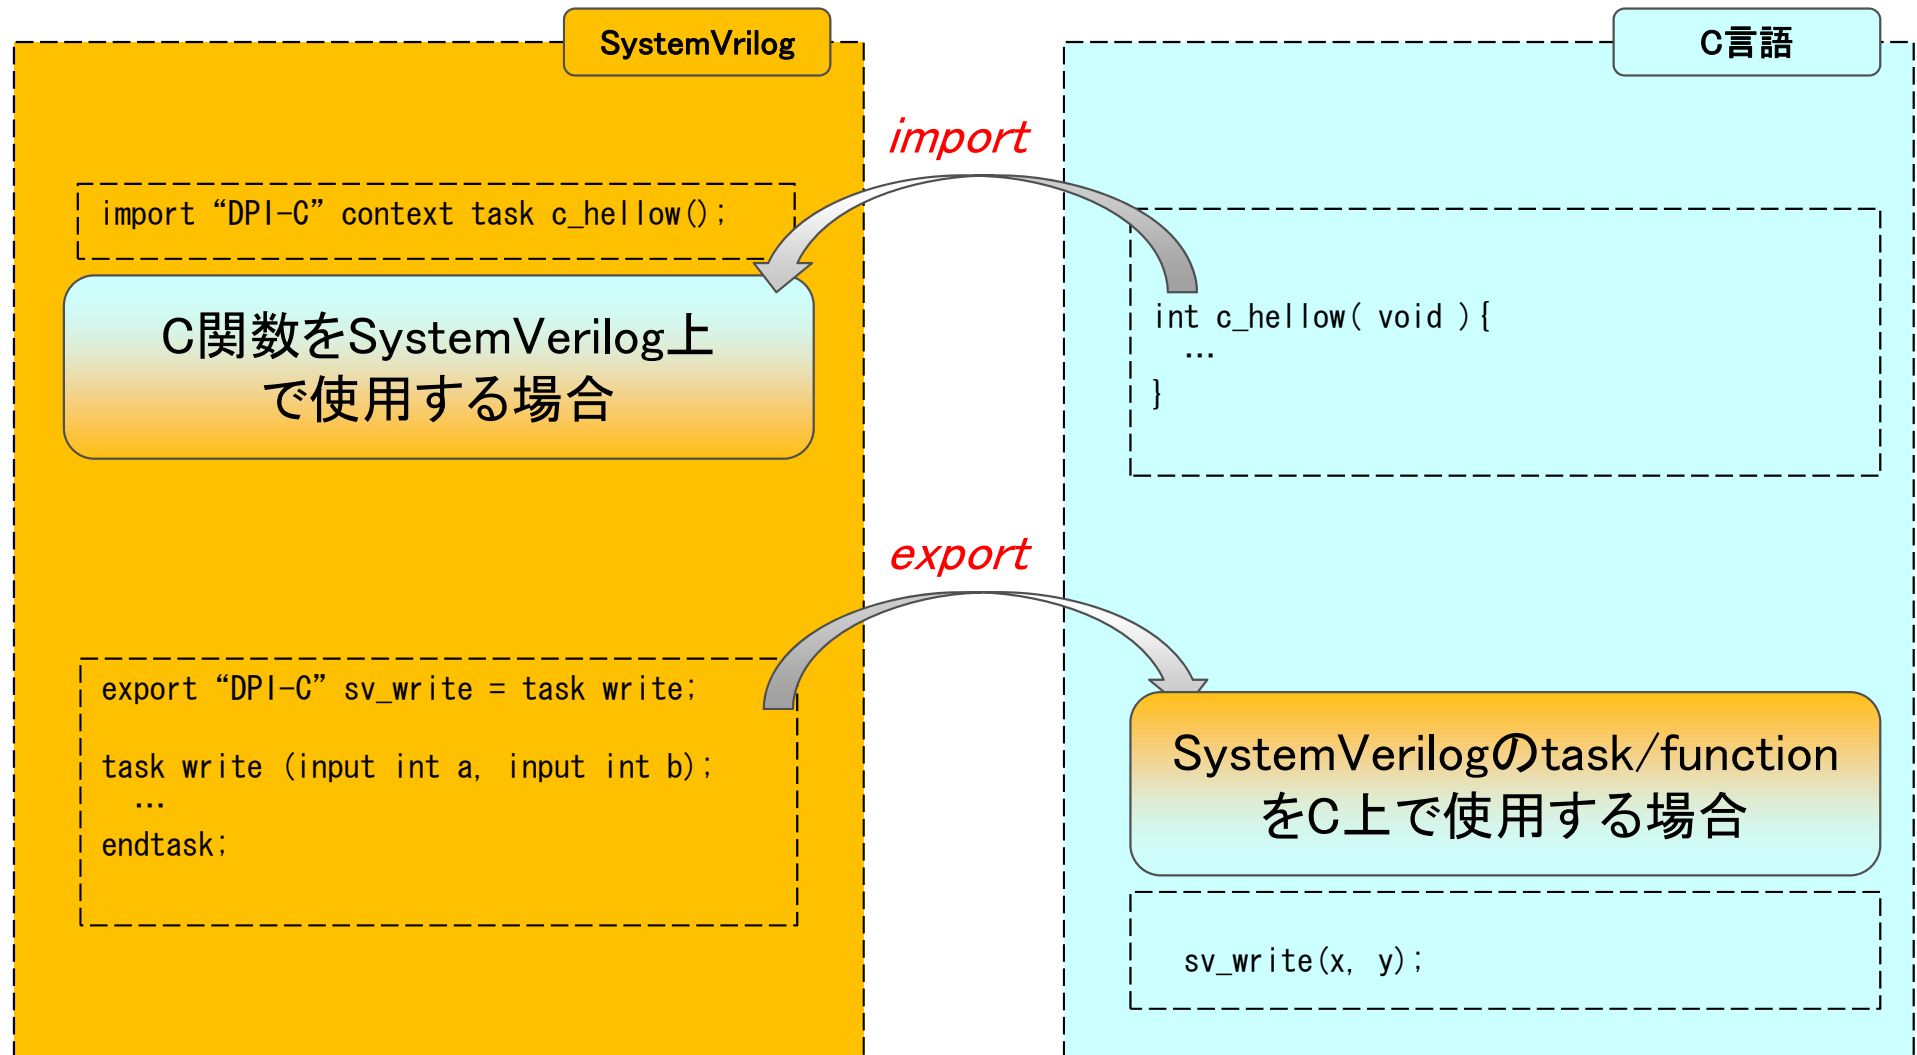 SystemVrilog
C言語
import
import “DPI-C” context task c_hellow();
C関数をSystemVerilog上
で使用する場合
int c_hellow( void ){
…
}
export
export “DPI-C” sv_write = task write;
task write (input int a, input int b);
…
endtask;
SystemVerilogのtask/function
をC上で使用する場合
sv_write(x, y);